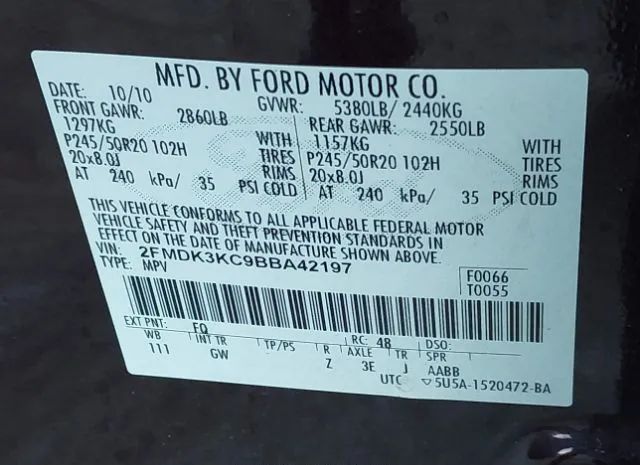 MFD. BY FORD MOTOR CO.
DATE: 10/10 GVWR: 5380LB/ 2440KG
FRONT GAWR: 2860LB REAR GAWR: 2550LB
1297KG WITH 1157KG WITH
P245/50R20 102H TIRES P245/50R20 102H TIRES
20x8.0J RIMS 20x8.0J RIMS
AT 240 kPa/ 35 PSI COLD AT 240 kPa/ 35 PSI COLD
THIS VEHICLE CONFORMS TO ALL APPLICABLE FEDERAL MOTOR
VEHICLE SAFETY AND THEFT PREVENTION STANDARDS IN
EFFECT ON THE DATE OF MANUFACTURE SHOWN ABOVE.
VIN: 2FMDK3KC9BBA42197 F0066
TYPE: MPV T0055
EXT PNT: FQ RC: 48 DSO:
WB INT TR TP/PS R AXLE TR SPR
111 GW Z 3E J AABB
UTC ▽5U5A-1520472-BA